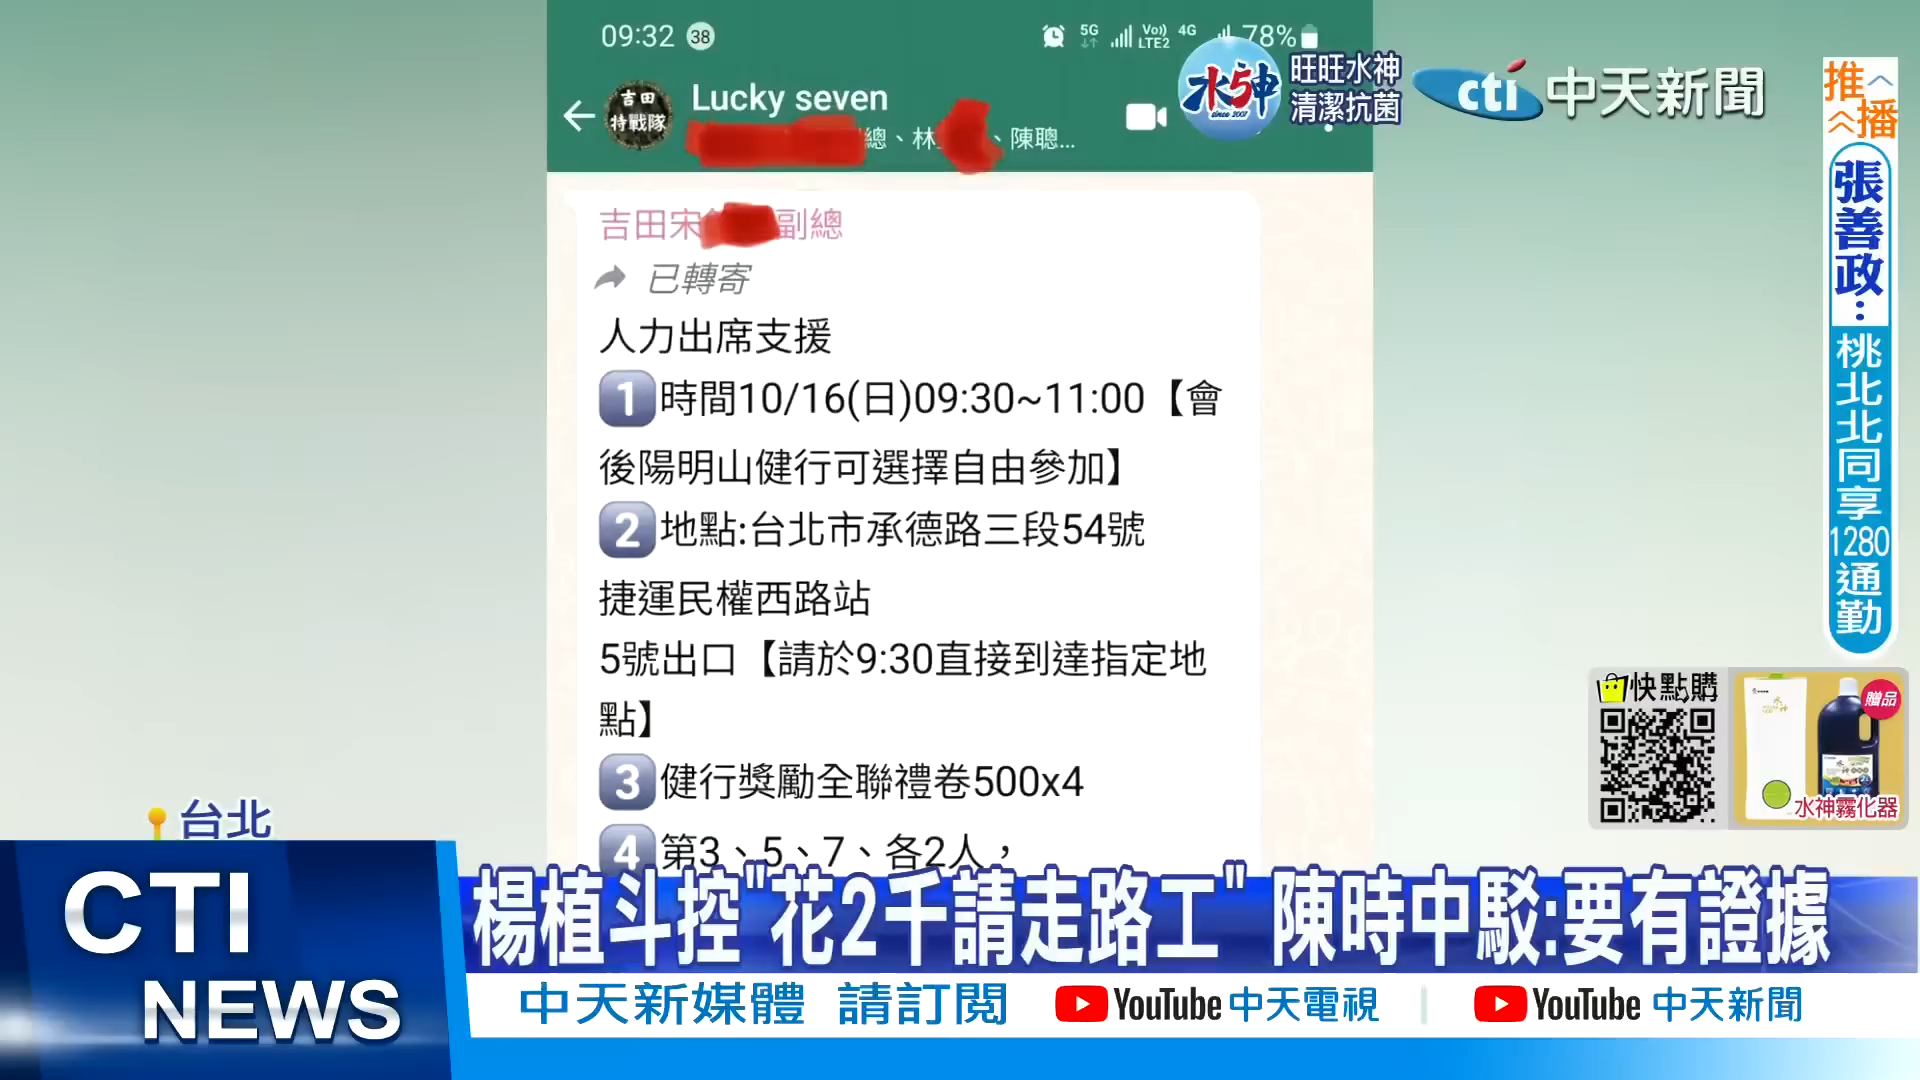 09:32 38
5G VoLTE2 4G 78%
吉田
特戰隊
Lucky seven
總、林
、陳聰...
吉田宋
副總
已轉寄
人力出席支援
1 時間10/16(日)09:30~11:00【會
後陽明山健行可選擇自由參加】
2 地點:台北市承德路三段54號
捷運民權西路站
5號出口【請於9:30直接到達指定地
點】
3 健行獎勵全聯禮卷500x4
4 第3、5、7、各2人，
水神
since 2007
旺旺水神
清潔抗菌
cti 中天新聞
推播
張善政:
桃北北同享1280通勤
快點購
贈品
水神霧化器
台北
CTI
NEWS
楊植斗控"花2千請走路工" 陳時中駁:要有證據
中天新媒體 請訂閱 YouTube 中天電視 | YouTube 中天新聞